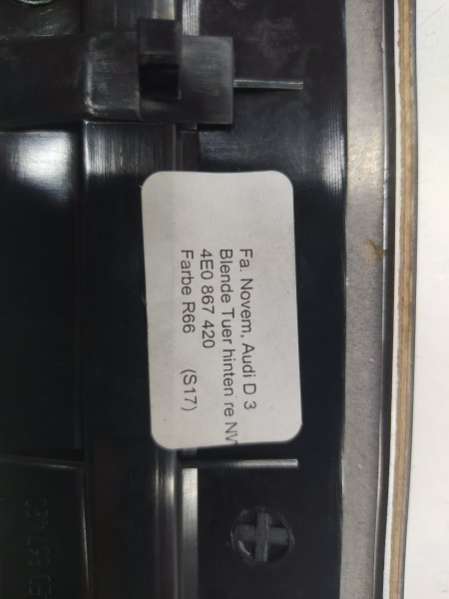 Fa. Novem, Audi D 3
Blende Tuer hinten re NV
4E0 867 420
Farbe R66 (S17)